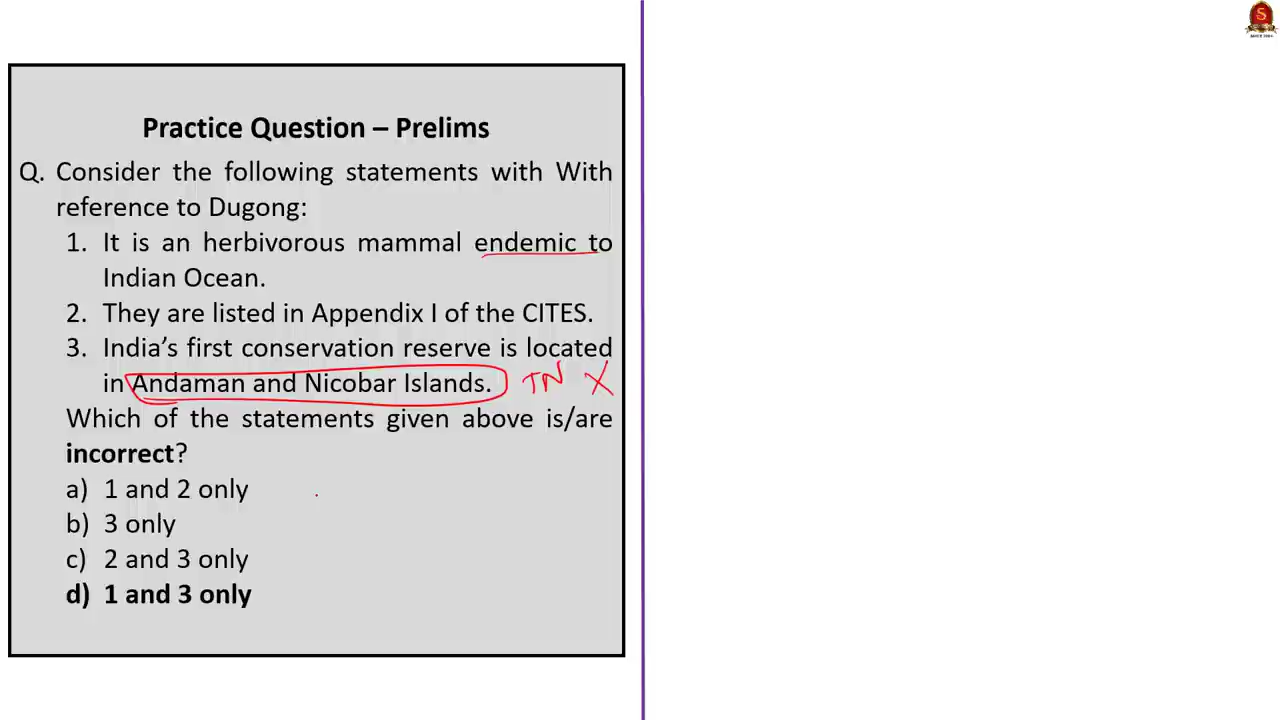 Practice Question – Prelims
Q. Consider the following statements with With
reference to Dugong:
1. It is an herbivorous mammal endemic to
Indian Ocean.
2. They are listed in Appendix I of the CITES.
3. India's first conservation reserve is located
in Andaman and Nicobar Islands. TN X
Which of the statements given above is/are
incorrect?
a) 1 and 2 only
b) 3 only
c) 2 and 3 only
d) 1 and 3 only
S